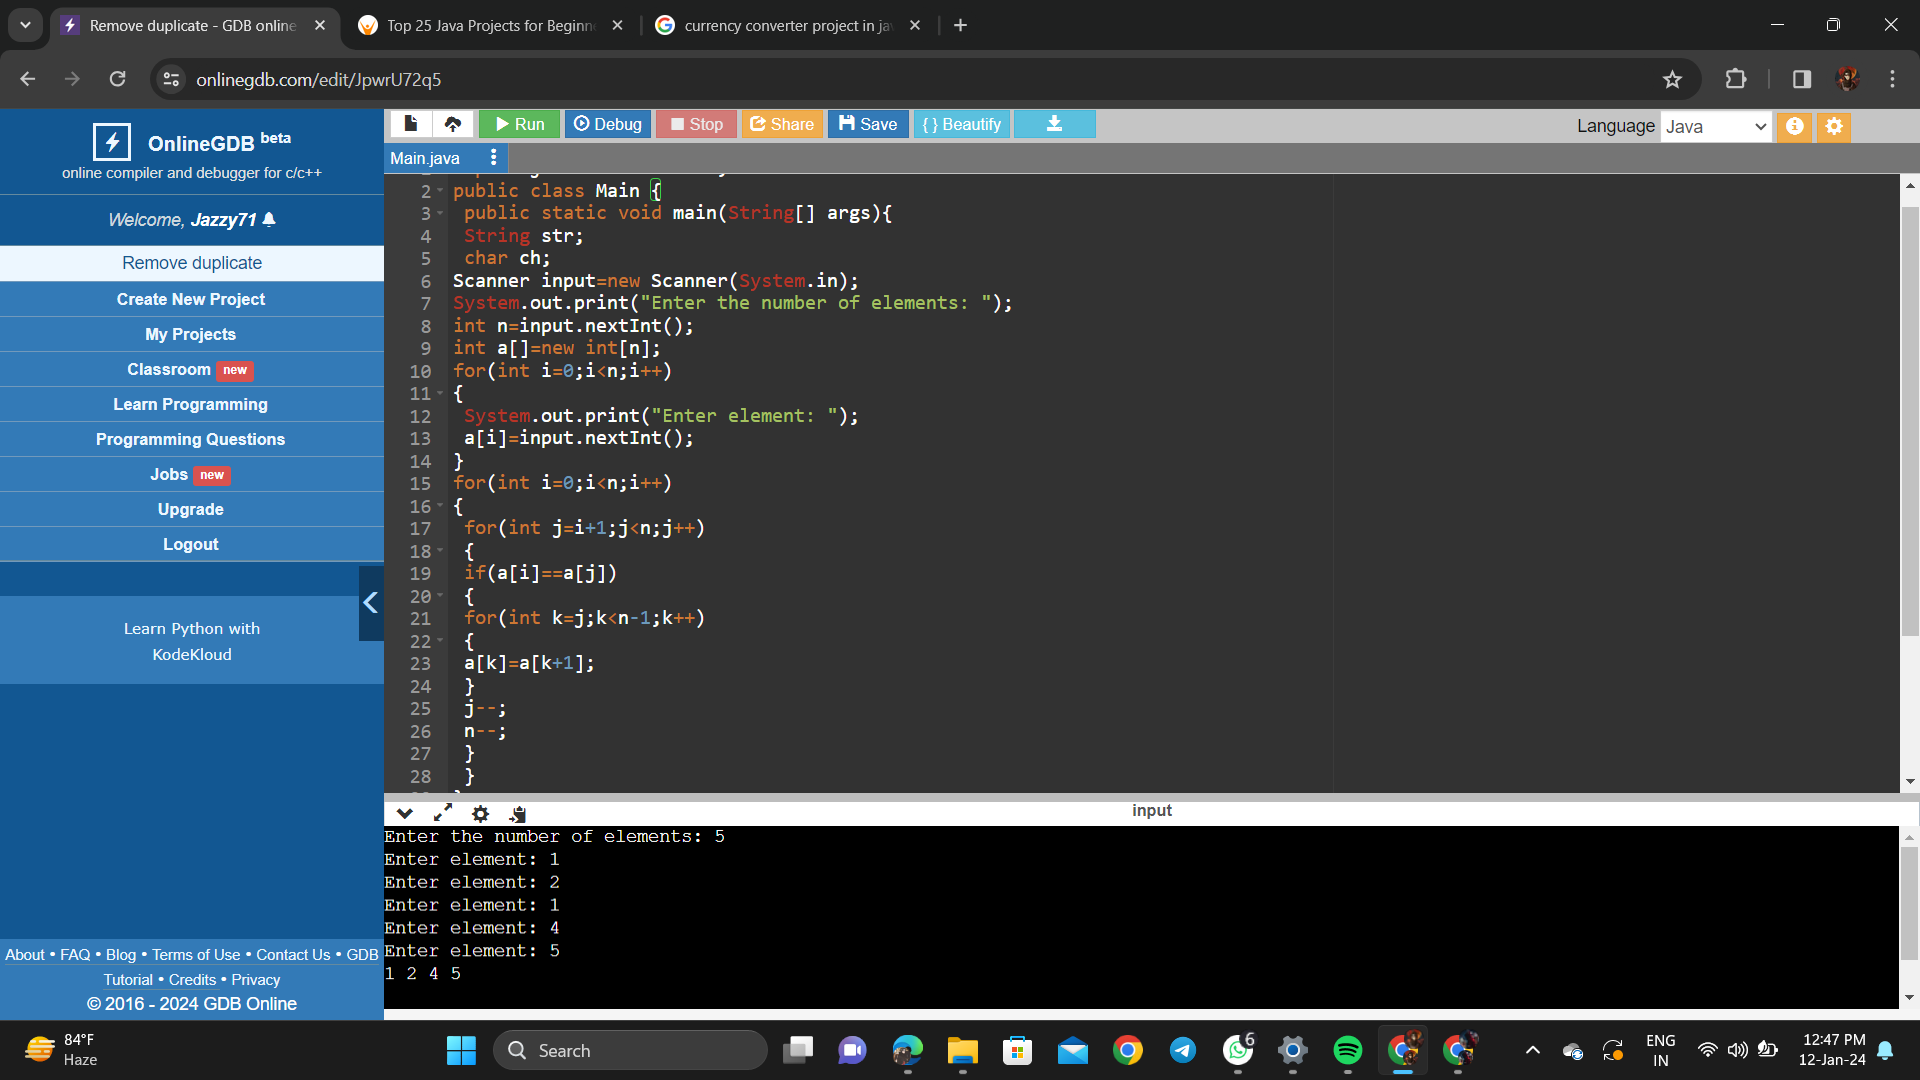 Remove duplicate - GDB online
Top 25 Java Projects for Beginn
currency converter project in ja
onlinegdb.com/edit/JpwrU72q5
OnlineGDB beta
online compiler and debugger for c/c++
Welcome, Jazzy71
Remove duplicate
Create New Project
My Projects
Classroom new
Learn Programming
Programming Questions
Jobs new
Upgrade
Logout
Learn Python with
KodeKloud
About • FAQ • Blog • Terms of Use • Contact Us • GDB
Tutorial • Credits • Privacy
© 2016 - 2024 GDB Online
Run Debug Stop Share Save { } Beautify
Language Java
Main.java
2 public class Main {
3 public static void main(String[] args){
4 String str;
5 char ch;
6 Scanner input=new Scanner(System.in);
7 System.out.print("Enter the number of elements: ");
8 int n=input.nextInt();
9 int a[]=new int[n];
10 for(int i=0;i<n;i++)
11 {
12 System.out.print("Enter element: ");
13 a[i]=input.nextInt();
14 }
15 for(int i=0;i<n;i++)
16 {
17 for(int j=i+1;j<n;j++)
18 {
19 if(a[i]==a[j])
20 {
21 for(int k=j;k<n-1;k++)
22 {
23 a[k]=a[k+1];
24 }
25 j--;
26 n--;
27 }
28 }
input
Enter the number of elements: 5
Enter element: 1
Enter element: 2
Enter element: 1
Enter element: 4
Enter element: 5
1 2 4 5
84°F
Haze
Search
6
ENG
IN
12:47 PM
12-Jan-24